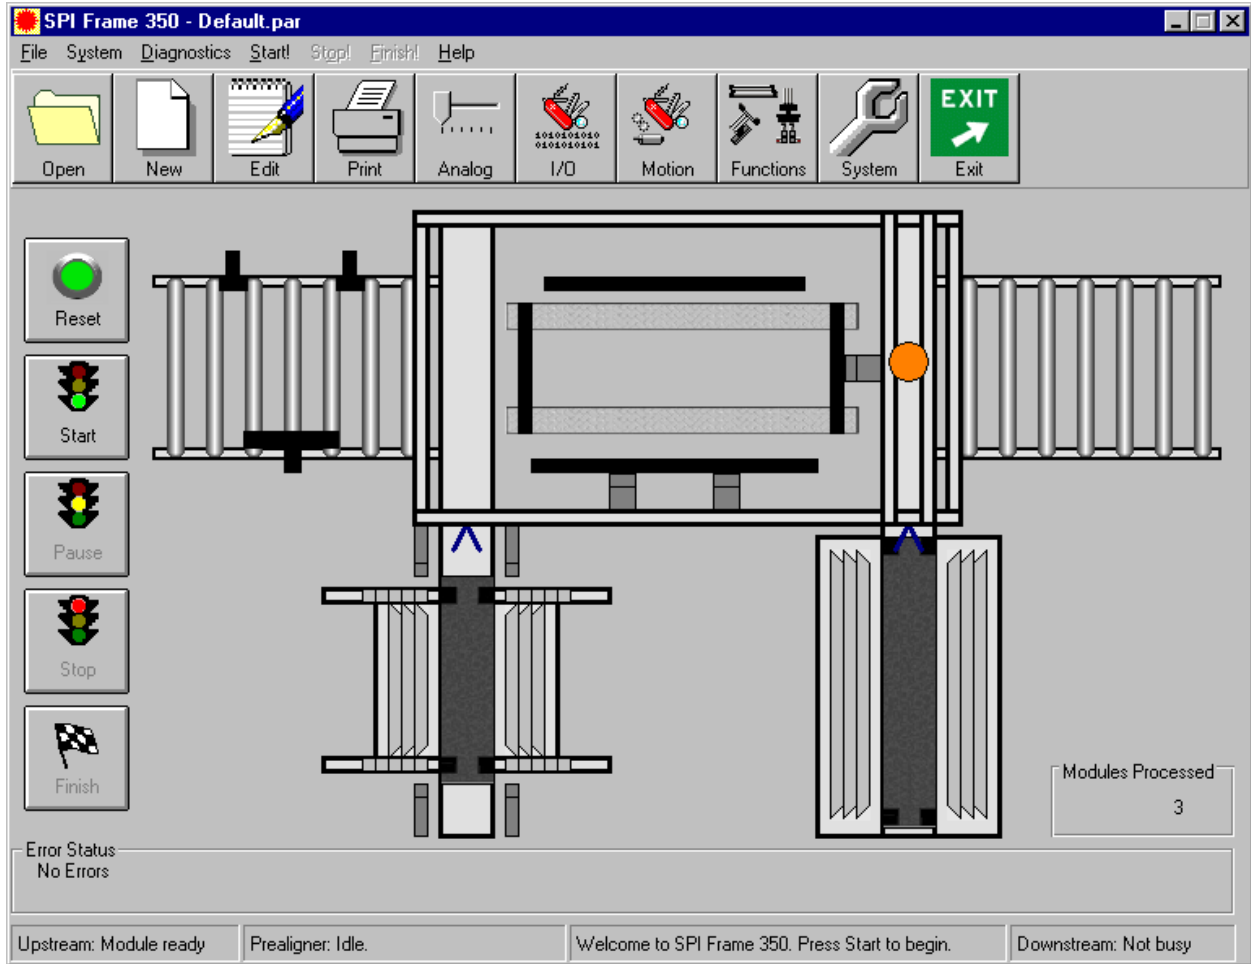 SPI Frame 350 - Default.par
File System Diagnostics Start! Stop! Finish! Help
EXIT
1010101010
0101010101
Open New Edit Print Analog I/O Motion Functions System Exit
Reset
Start
Pause
Stop
Finish
Modules Processed
3
Error Status
No Errors
Upstream: Module ready Prealigner: Idle. Welcome to SPI Frame 350. Press Start to begin. Downstream: Not busy